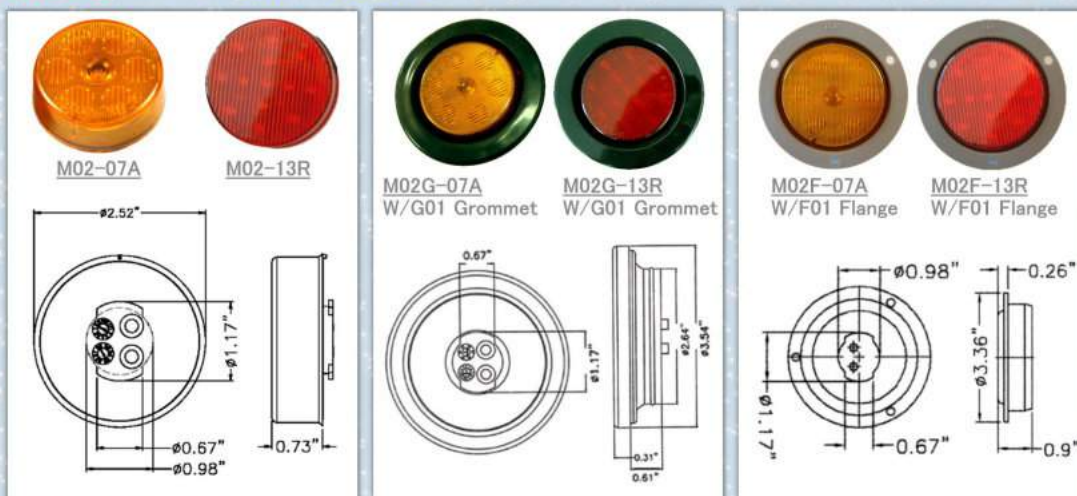 M02-07A
M02-13R
ø2.52"
ø1.17"
ø0.67"
ø0.98"
0.73"
M02G-07A
W/G01 Grommet
M02G-13R
W/G01 Grommet
0.67"
ø1.17"
ø2.64"
ø3.54"
0.31"
0.61"
M02F-07A
W/F01 Flange
M02F-13R
W/F01 Flange
ø0.98"
0.26"
ø3.36"
ø1.17"
0.67"
0.9"